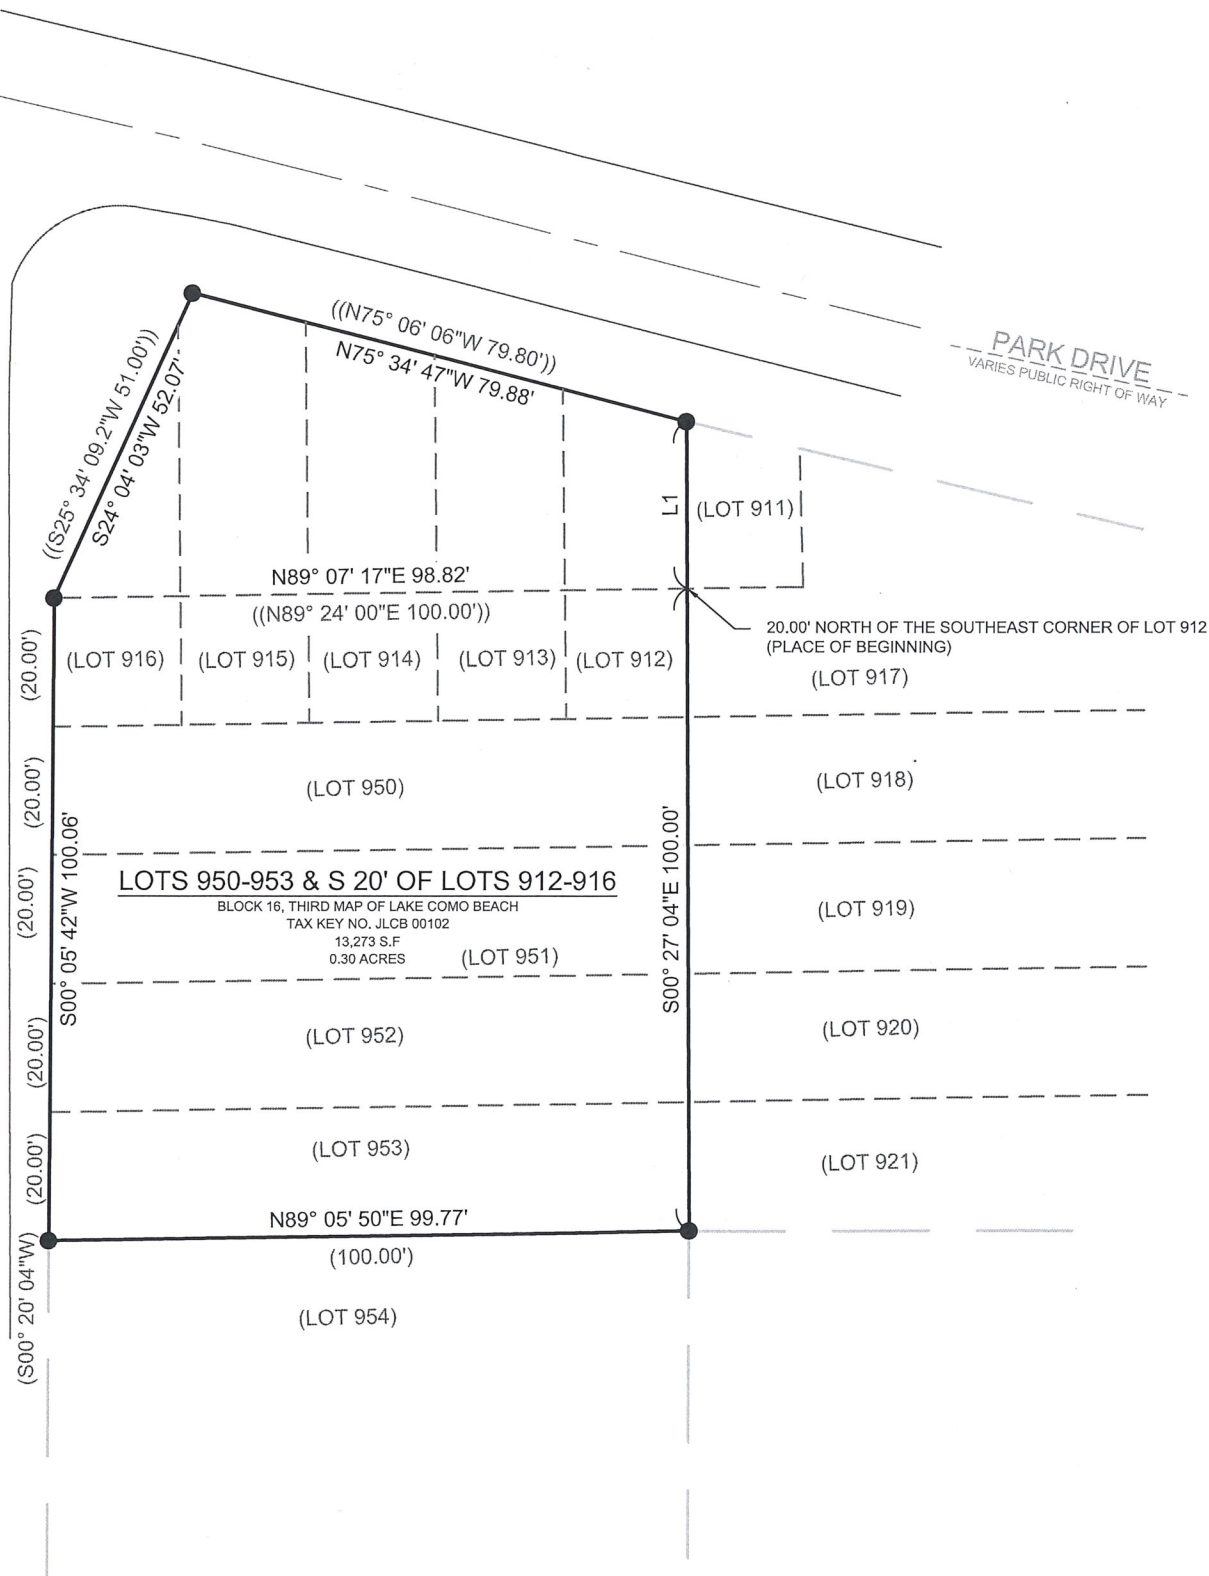 ((N75° 06' 06"W 79.80'))
N75° 34' 47"W 79.88'
PARK DRIVE
VARIES PUBLIC RIGHT OF WAY
((S25° 34' 09.2"W 51.00'))
S24° 04' 03"W 52.07'
L1
(LOT 911)
N89° 07' 17"E 98.82'
((N89° 24' 00"E 100.00'))
20.00' NORTH OF THE SOUTHEAST CORNER OF LOT 912
(PLACE OF BEGINNING)
(20.00')
(LOT 916)
(LOT 915)
(LOT 914)
(LOT 913)
(LOT 912)
(LOT 917)
(20.00')
(LOT 950)
(LOT 918)
S00° 05' 42"W 100.06'
S00° 27' 04"E 100.00'
LOTS 950-953 & S 20' OF LOTS 912-916
BLOCK 16, THIRD MAP OF LAKE COMO BEACH
TAX KEY NO. JLCB 00102
13,273 S.F
0.30 ACRES
(20.00')
(LOT 951)
(LOT 919)
(20.00')
(LOT 952)
(LOT 920)
(20.00')
(LOT 953)
(LOT 921)
N89° 05' 50"E 99.77'
(100.00')
(S00° 20' 04"W)
(LOT 954)